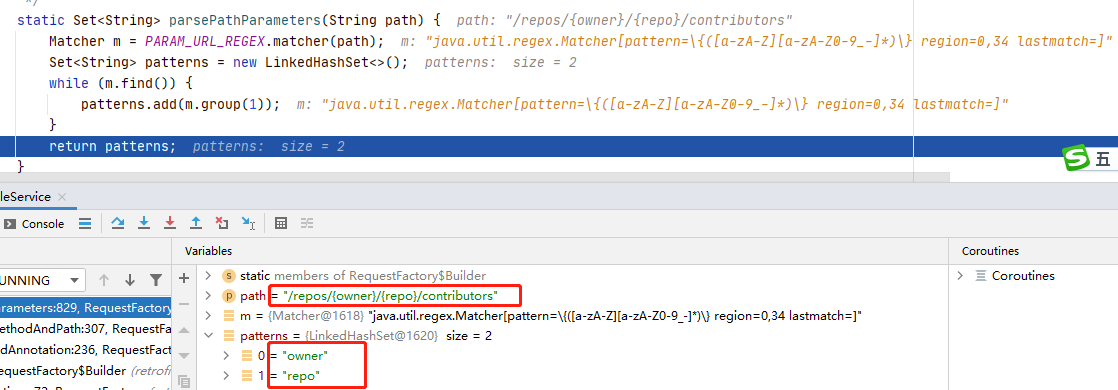 */
static Set<String> parsePathParameters(String path) { path: "/repos/{owner}/{repo}/contributors"
Matcher m = PARAM_URL_REGEX.matcher(path); m: "java.util.regex.Matcher[pattern=\{([a-zA-Z][a-zA-Z0-9_-]*)\} region=0,34 lastmatch=]"
Set<String> patterns = new LinkedHashSet<>(); patterns: size = 2
while (m.find()) {
patterns.add(m.group(1)); m: "java.util.regex.Matcher[pattern=\{([a-zA-Z][a-zA-Z0-9_-]*)\} region=0,34 lastmatch=]"
}
return patterns; patterns: size = 2
}
S 五
leService ×
Console
Variables
Coroutines
UNNING
static members of RequestFactory$Builder
Coroutines
path = "/repos/{owner}/{repo}/contributors"
arameters:829, RequestFactory
m = {Matcher@1618} "java.util.regex.Matcher[pattern=\{([a-zA-Z][a-zA-Z0-9_-]*)\} region=0,34 lastmatch=]"
ethodAndPath:307, RequestFac
patterns = {LinkedHashSet@1620} size = 2
dAnnotation:236, RequestFac
0 = "owner"
equestFactory$Builder (retrofi
1 = "repo"